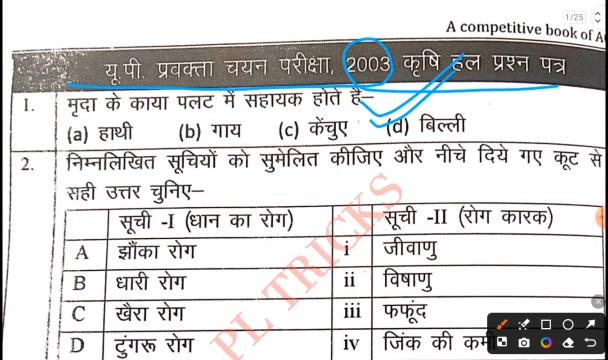 1/25
A competitive book of A
यू.पी. प्रवक्ता चयन परीक्षा, 2003 कृषि हल प्रश्न पत्र
1. मृदा के काया पलट में सहायक होते हैं–
(a) हाथी (b) गाय (c) केंचुए (d) बिल्ली
2. निम्नलिखित सूचियों को सुमेलित कीजिए और नीचे दिये गए कूट से
सही उत्तर चुनिए–
सूची -I (धान का रोग) सूची -II (रोग कारक)
A झौंका रोग i जीवाणु
B धारी रोग ii विषाणु
C खैरा रोग iii फफूंद
D टुंगरू रोग iv जिंक की कमी
PL TRICKS